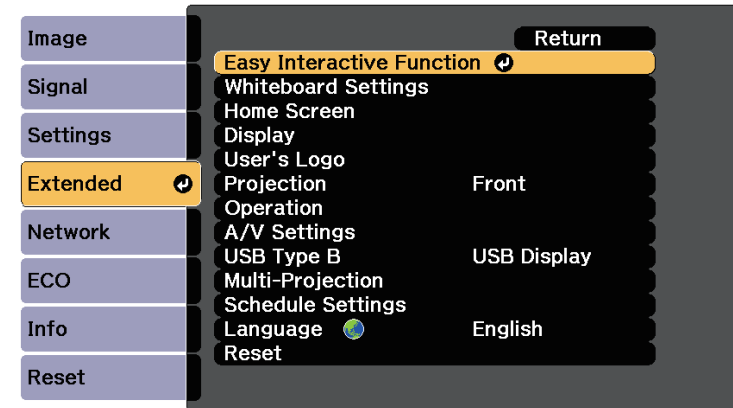 Image
Signal
Settings
Extended
Network
ECO
Info
Reset
Return
Easy Interactive Function
Whiteboard Settings
Home Screen
Display
User's Logo
Projection Front
Operation
A/V Settings
USB Type B USB Display
Multi-Projection
Schedule Settings
Language English
Reset